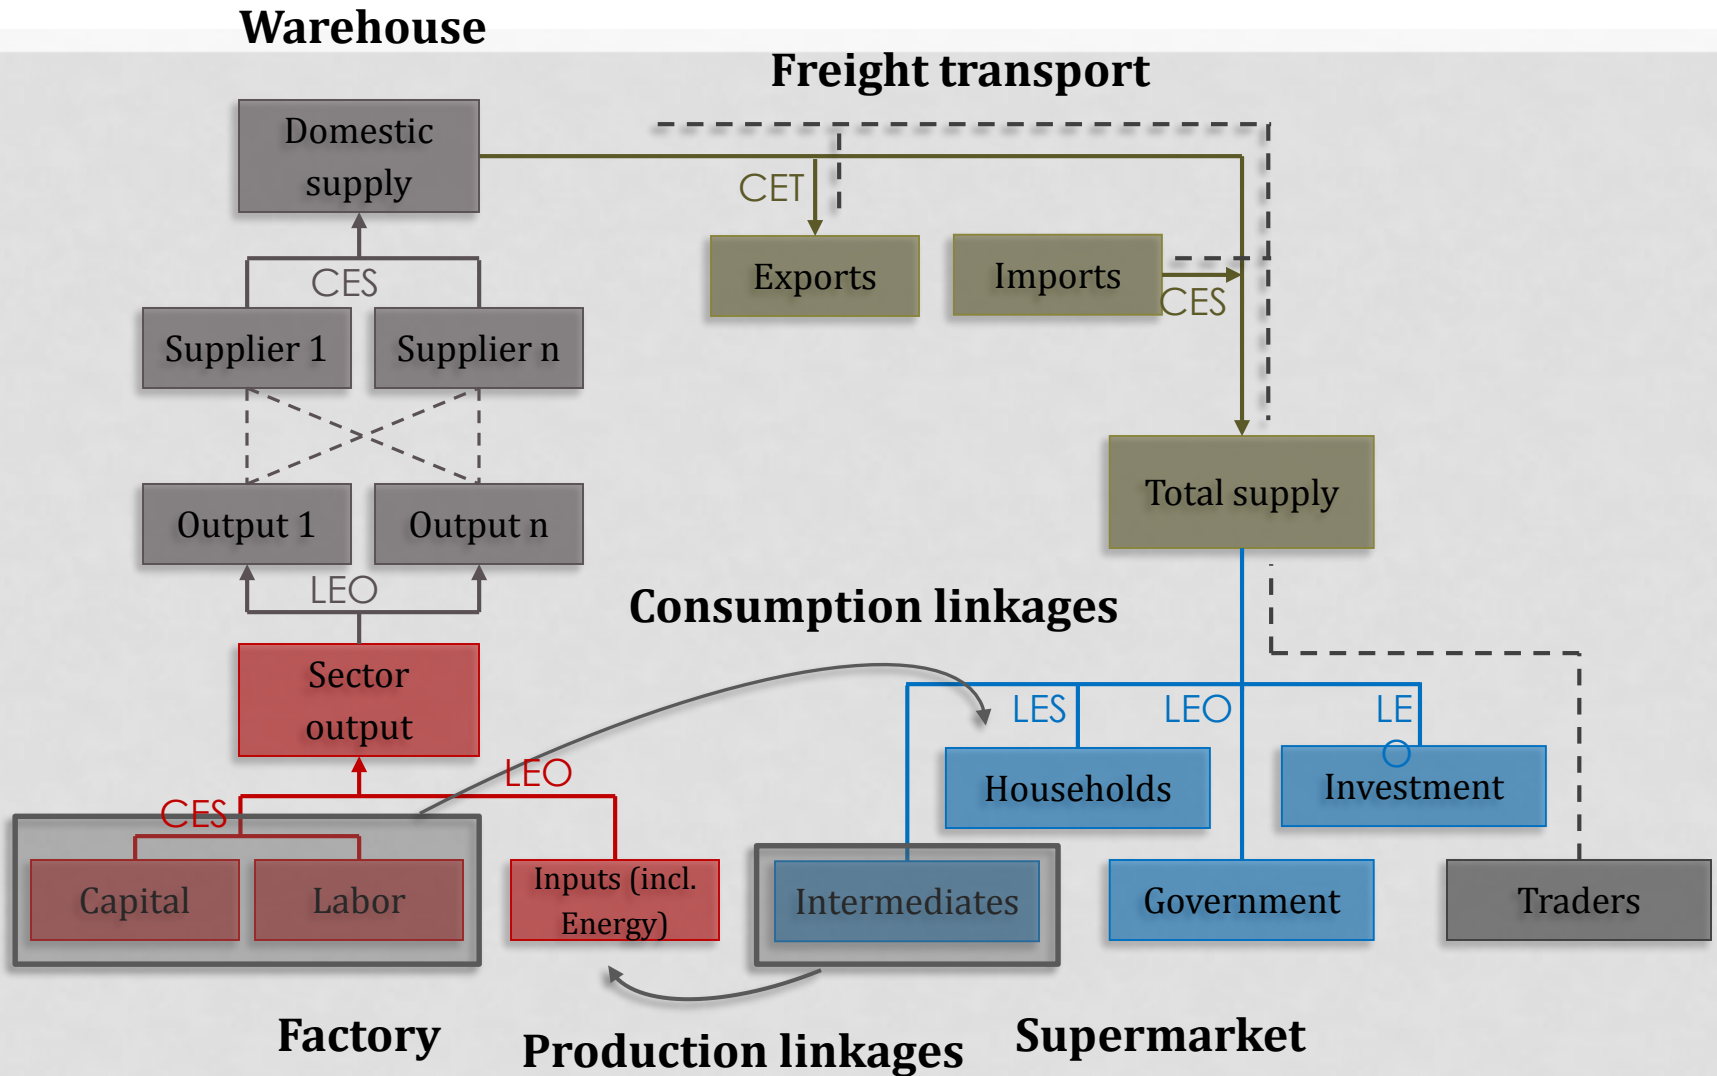 Warehouse
Freight transport
Domestic
supply
CET
Exports
Imports
CES
CES
Supplier 1
Supplier n
Output 1
Output n
LEO
Total supply
Consumption linkages
Sector
output
LES
LEO
LE
O
Households
Investment
LEO
CES
Capital
Labor
Inputs (incl.
Energy)
Intermediates
Government
Traders
Factory
Production linkages
Supermarket